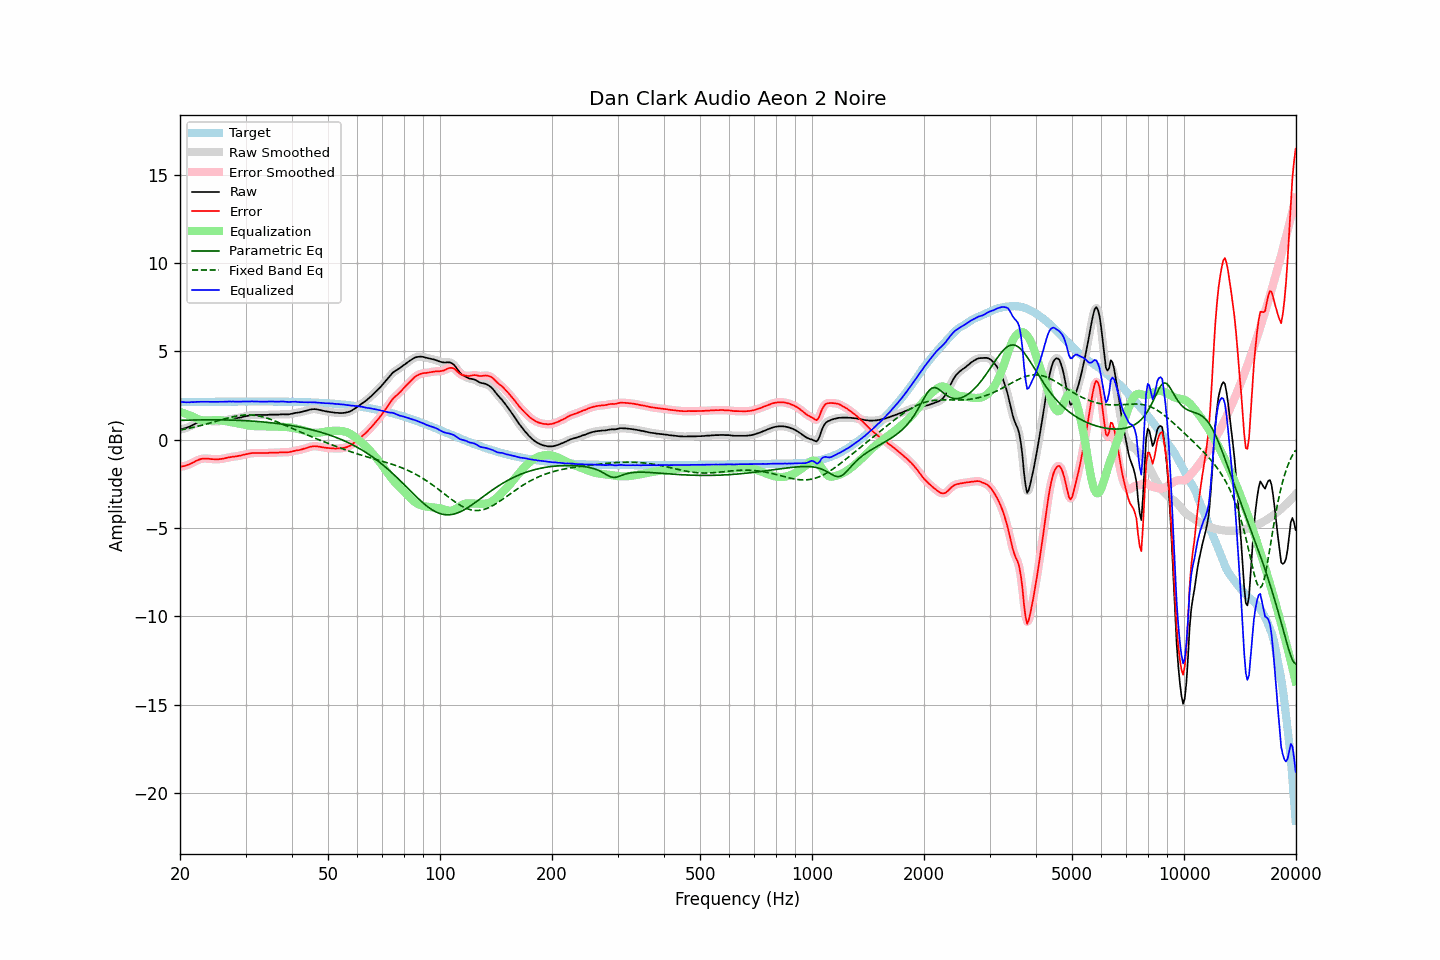 Dan Clark Audio Aeon 2 Noire
Target
Raw Smoothed
Error Smoothed
Raw
Error
Equalization
Parametric Eq
Fixed Band Eq
Equalized
Amplitude (dBr)
15
10
5
0
−5
−10
−15
−20
20 50 100 200 500 1000 2000 5000 10000 20000
Frequency (Hz)